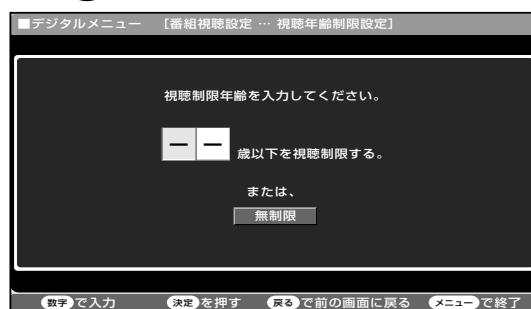 ■デジタルメニュー [番組視聴設定 … 視聴年齢制限設定]
視聴制限年齢を入力してください。
－－ 歳以下を視聴制限する。
または、
無制限
数字で入力 決定を押す 戻るで前の画面に戻る メニューで終了